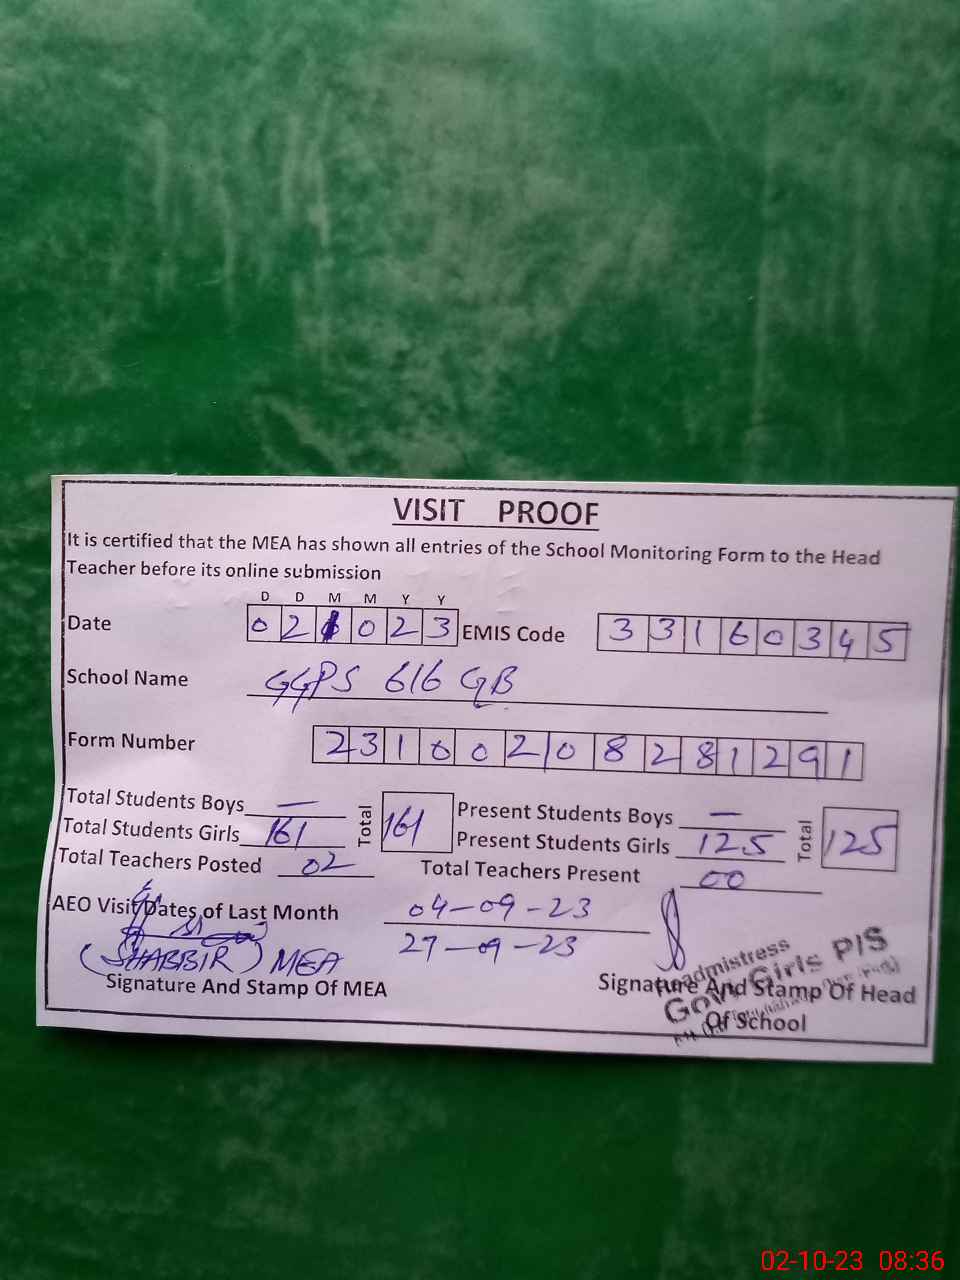 VISIT PROOF
It is certified that the MEA has shown all entries of the School Monitoring Form to the Head
Teacher before its online submission
D D M M Y Y
Date 0 2 1 0 2 3 EMIS Code 3 3 1 6 0 3 4 5
School Name GGPS 616 GB
Form Number 2 3 1 0 0 2 0 8 2 8 1 2 9 1
Total Students Boys — Total 161 Present Students Boys — Total 125
Total Students Girls 161 Present Students Girls 125
Total Teachers Posted 02 Total Teachers Present 00
AEO Visit Dates of Last Month 04-09-23
27-09-23
(SHABBIR) MEA
Signature And Stamp Of MEA
Headmistress
Govt. Girls P/S
Signature And Stamp Of Head
Of School
02-10-23 08:36